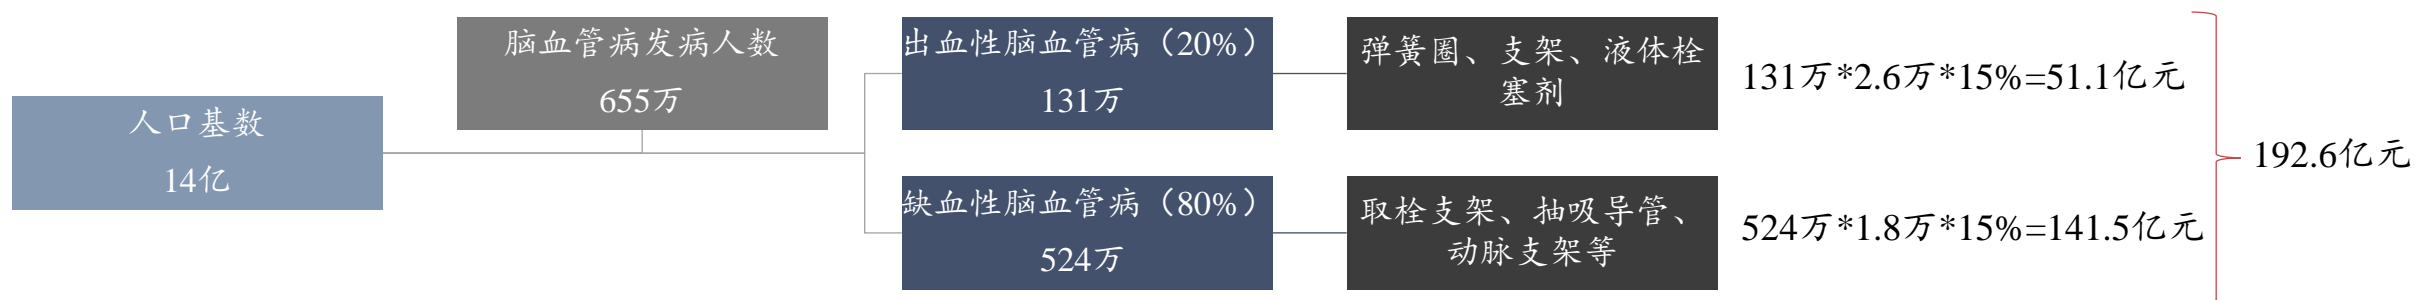 人口基数
14亿
脑血管病发病人数
655万
出血性脑血管病（20%）
131万
弹簧圈、支架、液体栓
塞剂
131万*2.6万*15%=51.1亿元
缺血性脑血管病（80%）
524万
取栓支架、抽吸导管、
动脉支架等
524万*1.8万*15%=141.5亿元
192.6亿元